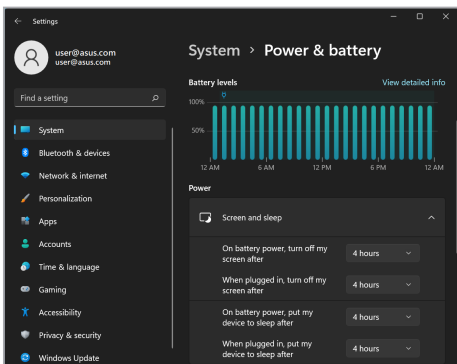 Settings
user@asus.com
user@asus.com
Find a setting
System
Bluetooth & devices
Network & internet
Personalization
Apps
Accounts
Time & language
Gaming
Accessibility
Privacy & security
Windows Update
System > Power & battery
Battery levels
View detailed info
100%
50%
12 AM 6 AM 12 PM 6 PM 12 AM
Power
Screen and sleep
On battery power, turn off my
screen after
4 hours
When plugged in, turn off my
screen after
4 hours
On battery power, put my
device to sleep after
4 hours
When plugged in, put my
device to sleep after
4 hours